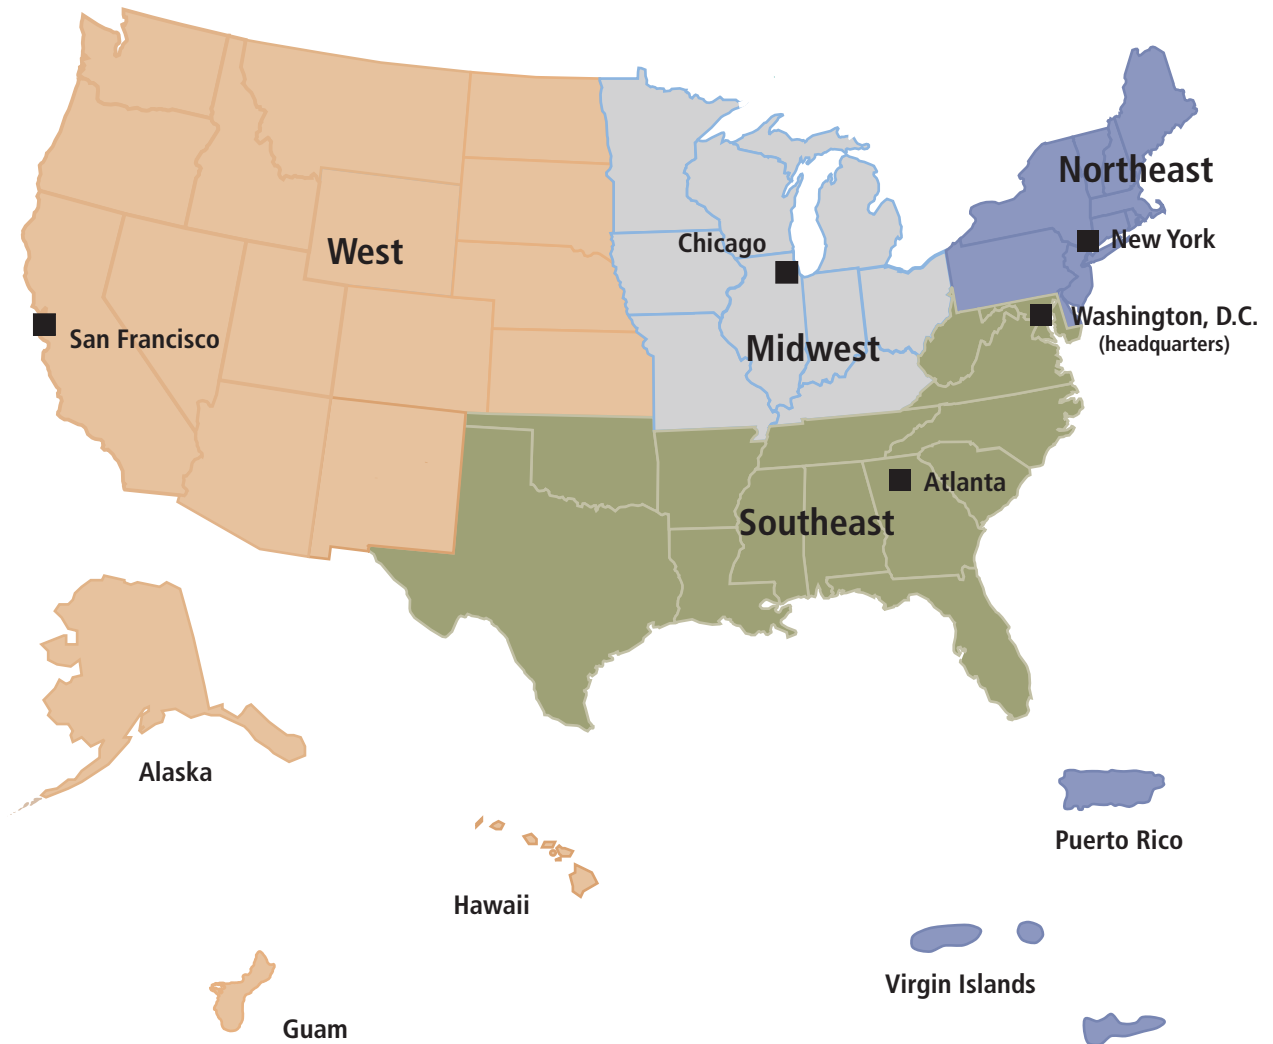 Northeast
New York
West
Chicago
San Francisco
Midwest
Washington, D.C.
(headquarters)
Atlanta
Southeast
Alaska
Puerto Rico
Hawaii
Virgin Islands
Guam